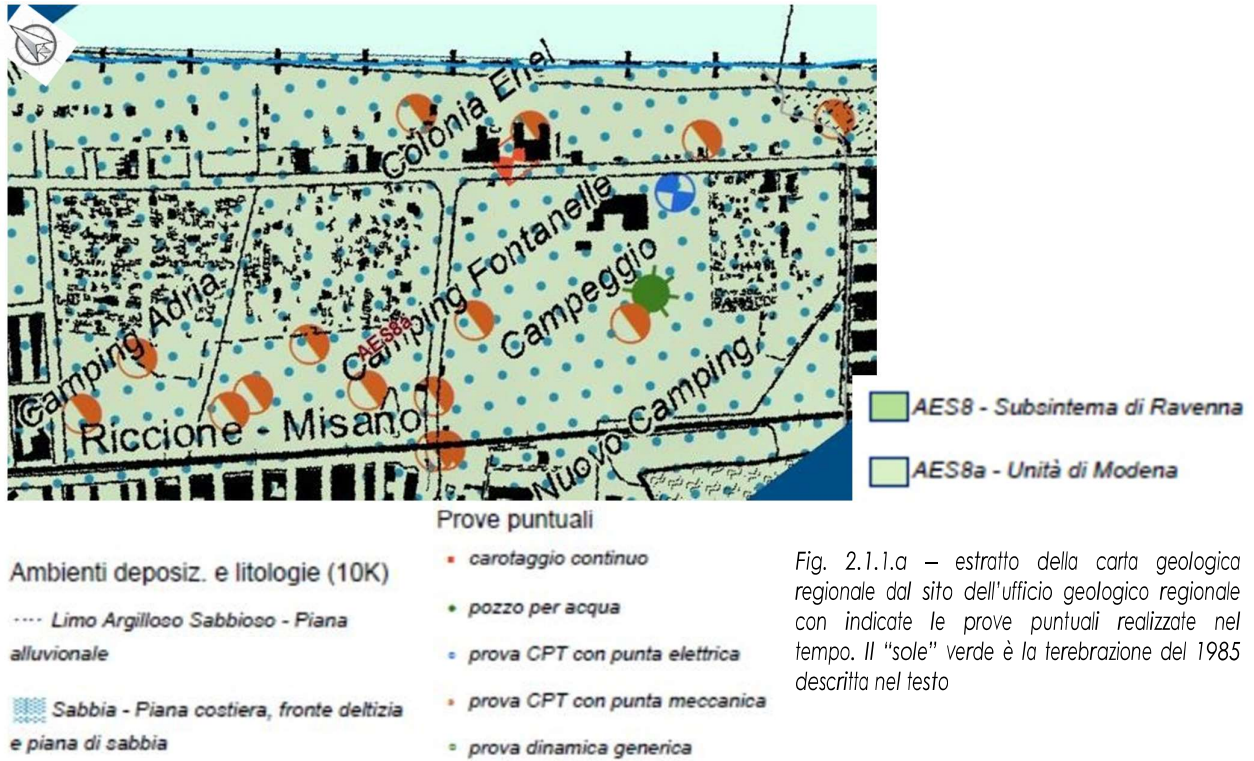 Colonia Enel
Camping Fontanelle
Campeggio
Camping Adria
AES8a
Riccione - Misano
Nuovo Camping
AES8 - Subsintema di Ravenna
AES8a - Unità di Modena
Prove puntuali
carotaggio continuo
pozzo per acqua
prova CPT con punta elettrica
prova CPT con punta meccanica
prova dinamica generica
Ambienti deposiz. e litologie (10K)
Limo Argilloso Sabbioso - Piana
alluvionale
Sabbia - Piana costiera, fronte deltizia
e piana di sabbia
Fig. 2.1.1.a – estratto della carta geologica
regionale dal sito dell'ufficio geologico regionale
con indicate le prove puntuali realizzate nel
tempo. Il "sole" verde è la terebrazione del 1985
descritta nel testo